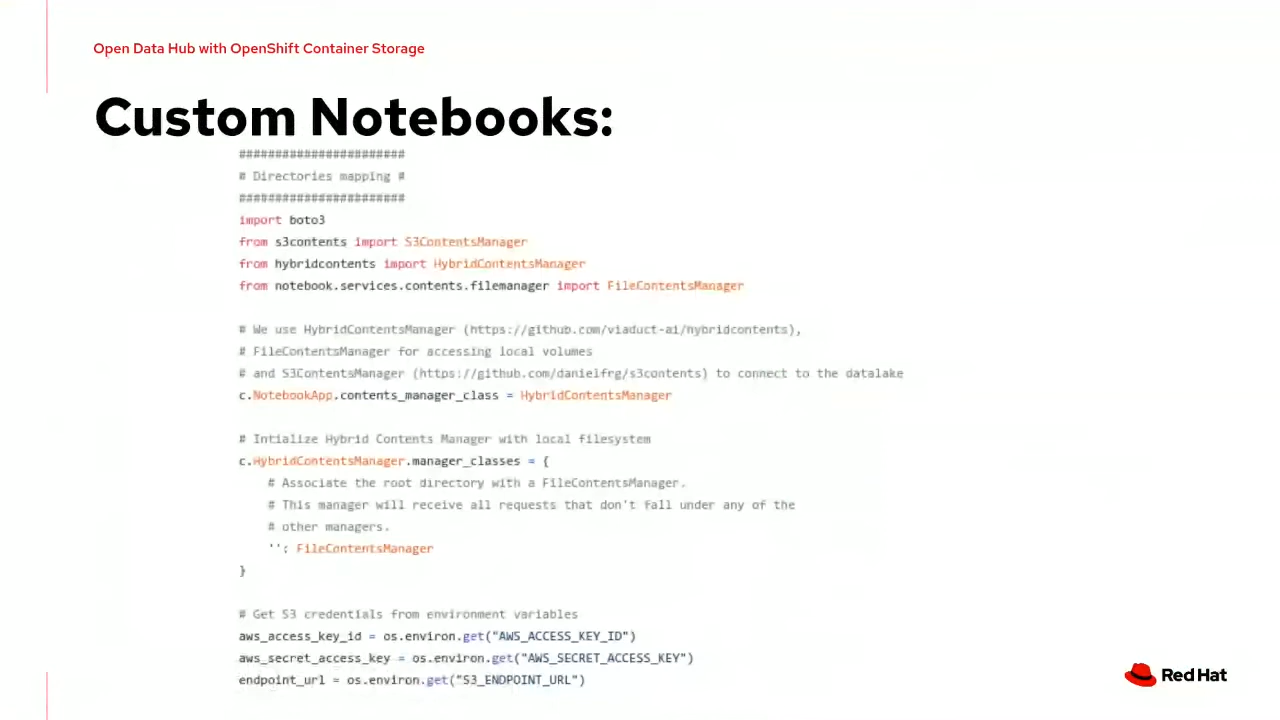 Open Data Hub with OpenShift Container Storage
Custom Notebooks:
#######################
# Directories mapping #
#######################
import boto3
from s3contents import S3ContentsManager
from hybridcontents import HybridContentsManager
from notebook.services.contents.filemanager import FileContentsManager
# We use HybridContentsManager (https://github.com/viaduct-ai/hybridcontents),
# FileContentsManager for accessing local volumes
# and S3ContentsManager (https://github.com/danielfrg/s3contents) to connect to the datalake
c.NotebookApp.contents_manager_class = HybridContentsManager
# Intialize Hybrid Contents Manager with local filesystem
c.HybridContentsManager.manager_classes = {
    # Associate the root directory with a FileContentsManager.
    # This manager will receive all requests that don't fall under any of the
    # other managers.
    '': FileContentsManager
}
# Get S3 credentials from environment variables
aws_access_key_id = os.environ.get("AWS_ACCESS_KEY_ID")
aws_secret_access_key = os.environ.get("AWS_SECRET_ACCESS_KEY")
endpoint_url = os.environ.get("S3_ENDPOINT_URL")
Red Hat